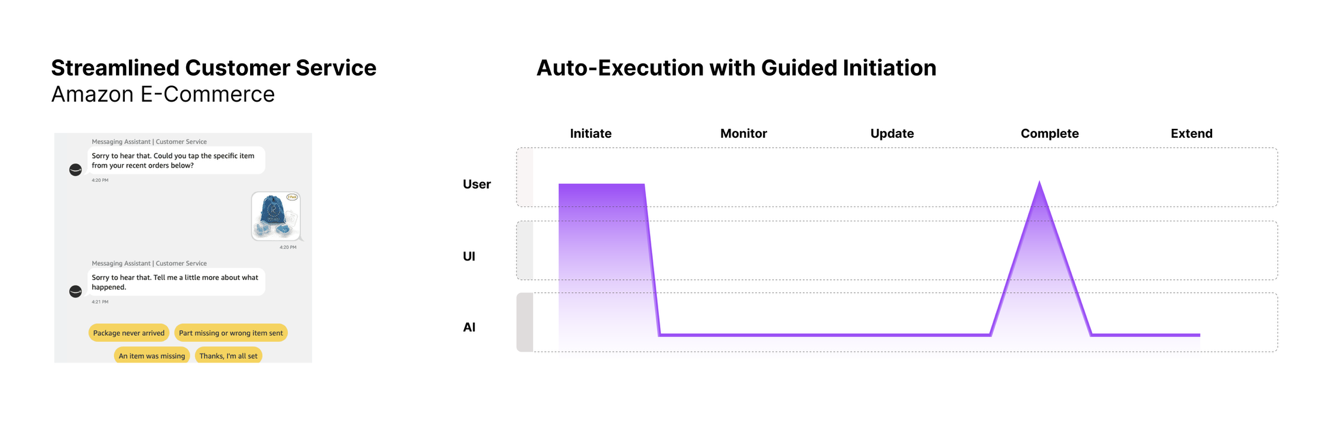 Streamlined Customer Service
Amazon E-Commerce
Messaging Assistant | Customer Service
Sorry to hear that. Could you tap the specific item
from your recent orders below?
4:20 PM
4:20 PM
Messaging Assistant | Customer Service
Sorry to hear that. Tell me a little more about what
happened.
4:21 PM
Package never arrived
Part missing or wrong item sent
An item was missing
Thanks, I'm all set
Auto-Execution with Guided Initiation
Initiate
Monitor
Update
Complete
Extend
User
UI
AI